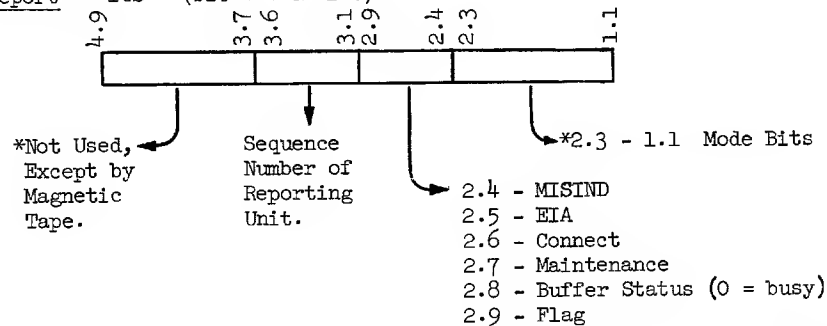 4.9 3.7 3.6 3.1 2.9 2.4 2.3 1.1
*Not Used,
Except by
Magnetic
Tape.
Sequence
Number of
Reporting
Unit.
*2.3 - 1.1 Mode Bits
2.4 - MISIND
2.5 - EIA
2.6 - Connect
2.7 - Maintenance
2.8 - Buffer Status (0 = busy)
2.9 - Flag